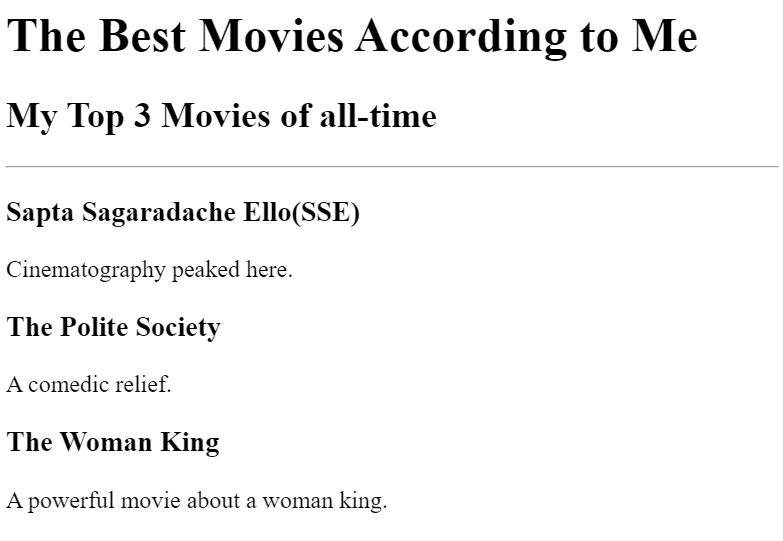 The Best Movies According to Me
My Top 3 Movies of all-time
Sapta Sagaradache Ello(SSE)
Cinematography peaked here.
The Polite Society
A comedic relief.
The Woman King
A powerful movie about a woman king.